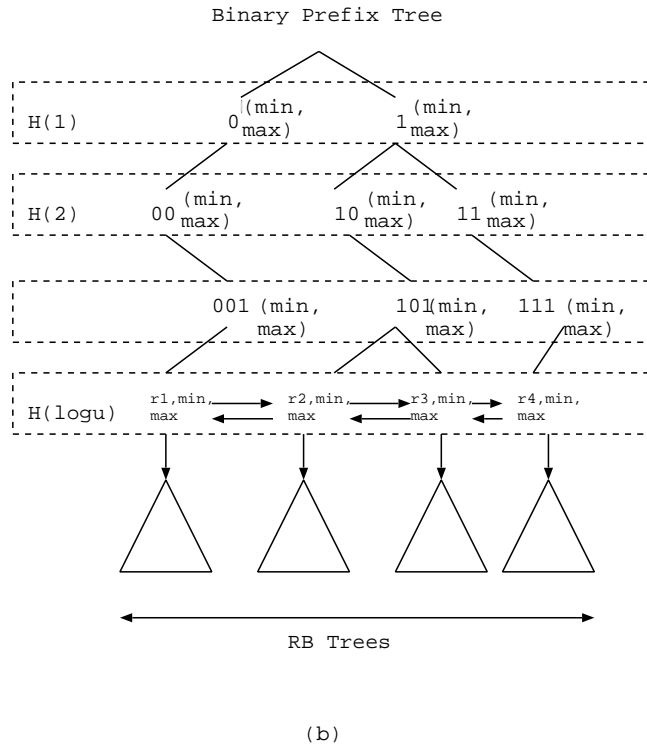 Binary Prefix Tree
H(1) 0 (min, max) 1 (min, max)
H(2) 00 (min, max) 10 (min, max) 11 (min, max)
001 (min, max) 101 (min, max) 111 (min, max)
H(logu) r1,min, max r2,min, max r3,min, max r4,min, max
RB Trees
(b)